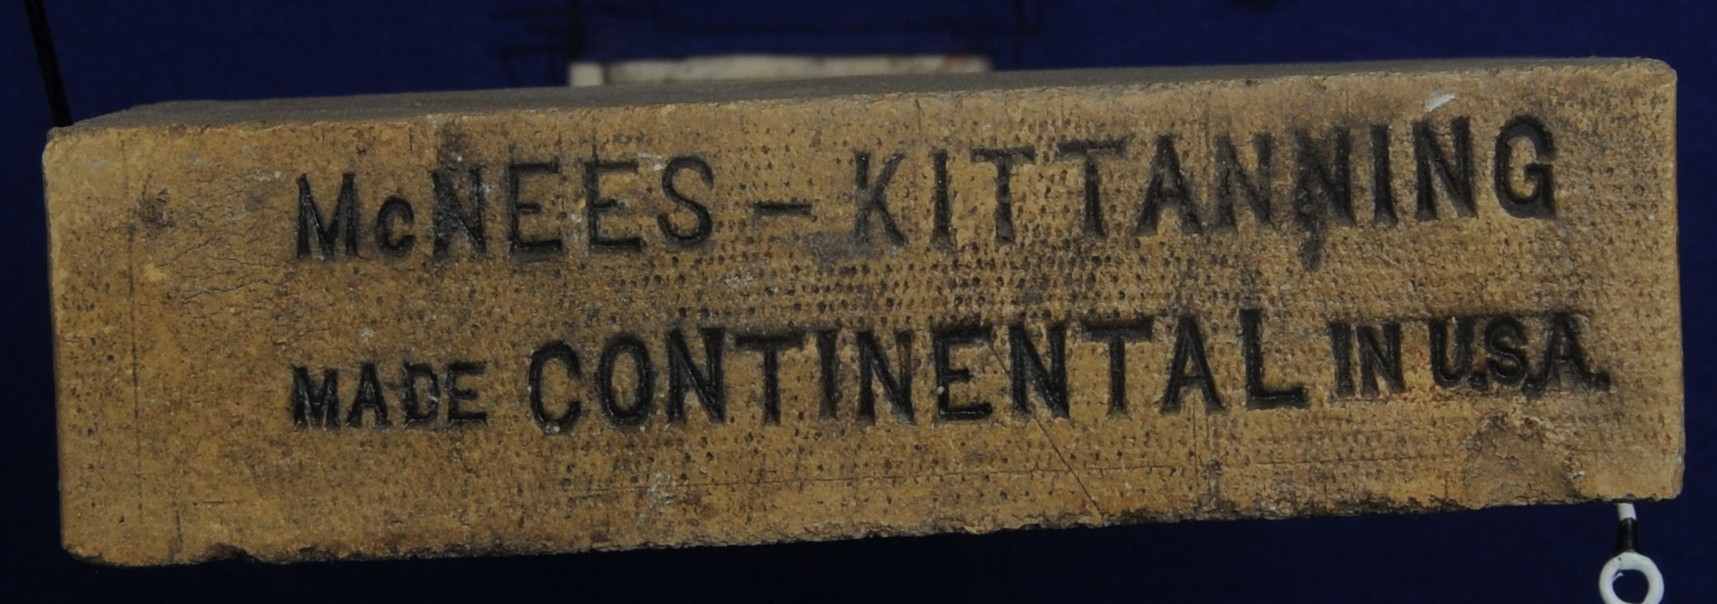 McNEES – KITTANNING
MADE CONTINENTAL IN U.S.A.